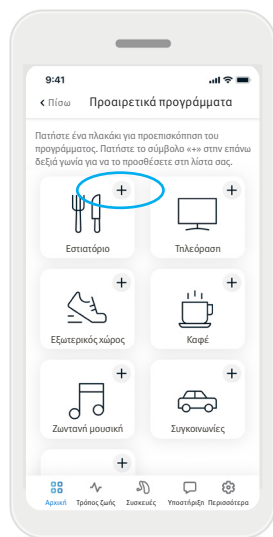 9:41
Πίσω Προαιρετικά προγράμματα
Πατήστε ένα πλακάκι για προεπισκόπηση του
προγράμματος. Πατήστε το σύμβολο «+» στην επάνω
δεξιά γωνία για να το προσθέσετε στη λίστα σας.
Εστιατόριο Τηλεόραση
Εξωτερικός χώρος Καφέ
Ζωντανή μουσική Συγκοινωνίες
Αρχική Τρόπος ζωής Συσκευές Υποστήριξη Περισσότερα